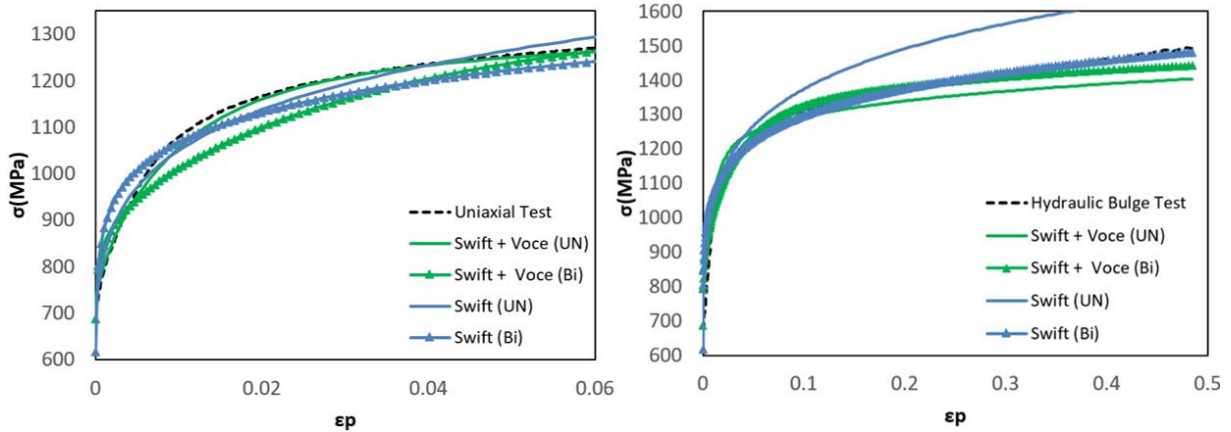 1300
1200
1100
1000
900
800
700
600
σ(MPa)
0
0.02
0.04
0.06
εp
Uniaxial Test
Swift + Voce (UN)
Swift + Voce (Bi)
Swift (UN)
Swift (Bi)
1600
1500
1400
1300
1200
1100
1000
900
800
700
600
σ(MPa)
0
0.1
0.2
0.3
0.4
0.5
εp
Hydraulic Bulge Test
Swift + Voce (UN)
Swift + Voce (Bi)
Swift (UN)
Swift (Bi)